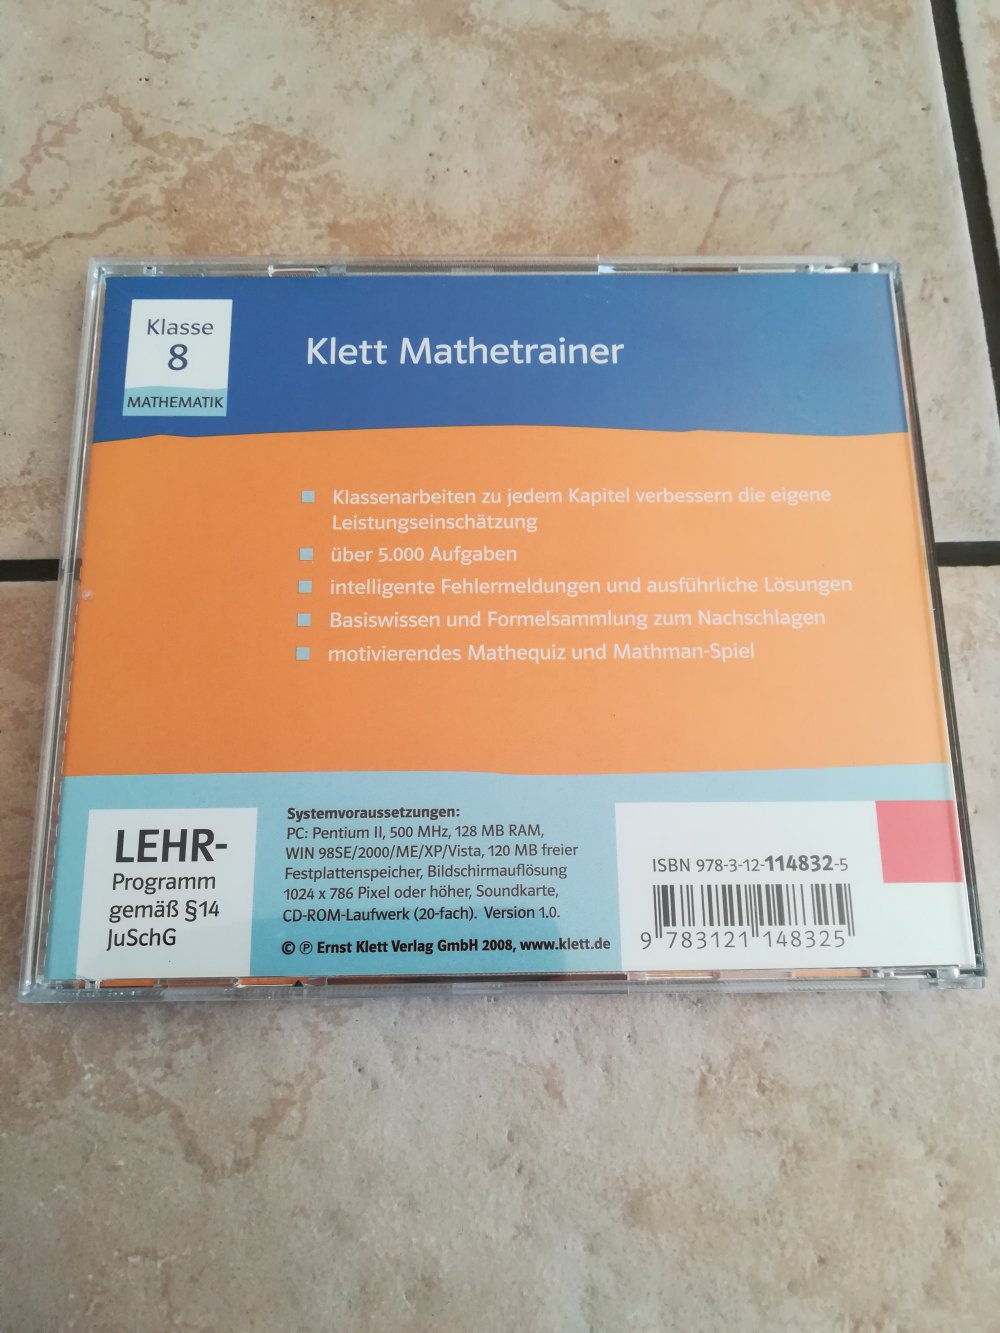 Klasse
8
MATHEMATIK
Klett Mathetrainer
Klassenarbeiten zu jedem Kapitel verbessern die eigene
Leistungseinschätzung
über 5.000 Aufgaben
intelligente Fehlermeldungen und ausführliche Lösungen
Basiswissen und Formelsammlung zum Nachschlagen
motivierendes Mathequiz und Mathman-Spiel
LEHR-
Programm
gemäß §14
JuSchG
Systemvoraussetzungen:
PC: Pentium II, 500 MHz, 128 MB RAM,
WIN 98SE/2000/ME/XP/Vista, 120 MB freier
Festplattenspeicher, Bildschirmauflösung
1024 x 786 Pixel oder höher, Soundkarte,
CD-ROM-Laufwerk (20-fach). Version 1.0.
© ℗ Ernst Klett Verlag GmbH 2008, www.klett.de
ISBN 978-3-12-114832-5
9 783121 148325